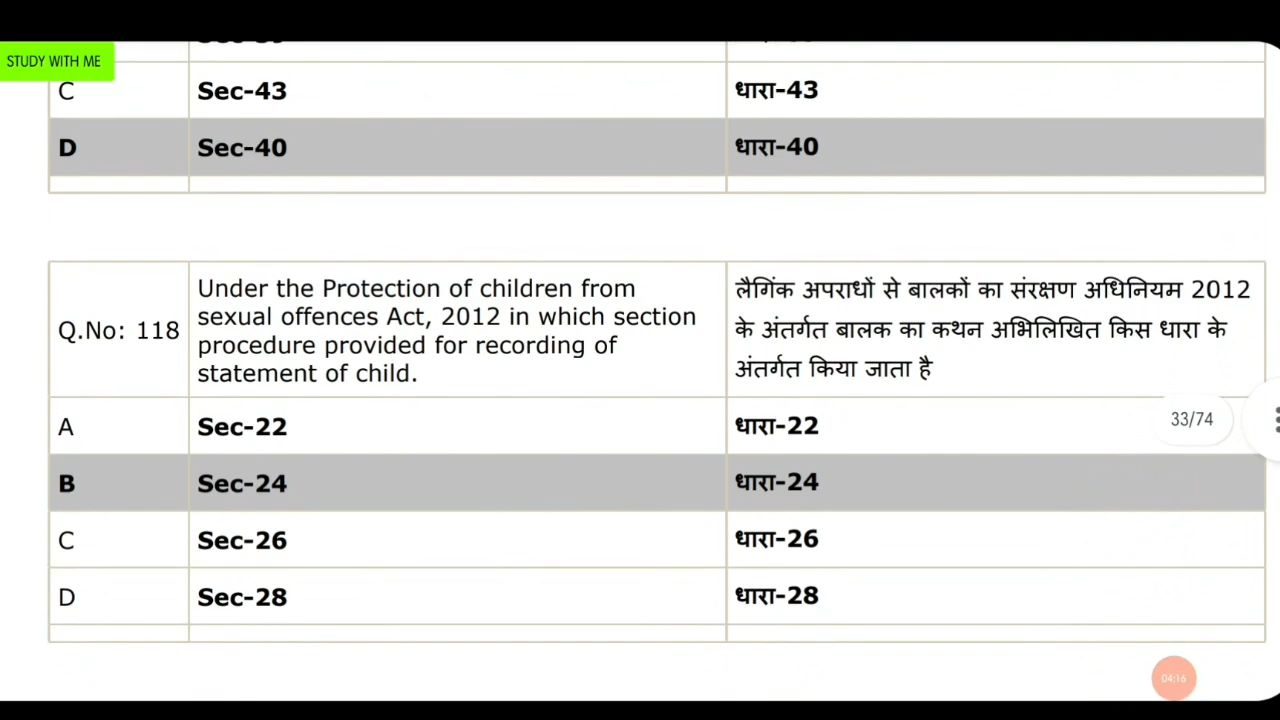 STUDY WITH ME
C Sec-43 धारा-43
D Sec-40 धारा-40
Q.No: 118
Under the Protection of children from
sexual offences Act, 2012 in which section
procedure provided for recording of
statement of child.
लैगिंक अपराधों से बालकों का संरक्षण अधिनियम 2012
के अंतर्गत बालक का कथन अभिलिखित किस धारा के
अंतर्गत किया जाता है
A Sec-22 धारा-22
33/74
B Sec-24 धारा-24
C Sec-26 धारा-26
D Sec-28 धारा-28
04:16